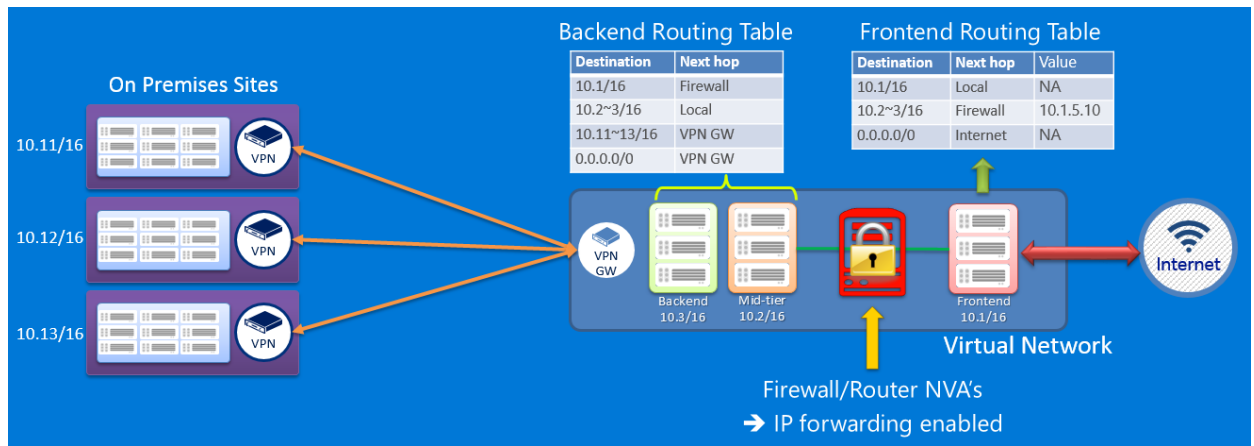 Backend Routing Table
Destination Next hop
10.1/16 Firewall
10.2~3/16 Local
10.11~13/16 VPN GW
0.0.0.0/0 VPN GW
Frontend Routing Table
Destination Next hop Value
10.1/16 Local NA
10.2~3/16 Firewall 10.1.5.10
0.0.0.0/0 Internet NA
On Premises Sites
10.11/16
VPN
10.12/16
VPN
10.13/16
VPN
VPN
GW
Backend
10.3/16
Mid-tier
10.2/16
Frontend
10.1/16
Internet
Virtual Network
Firewall/Router NVA’s
➔ IP forwarding enabled